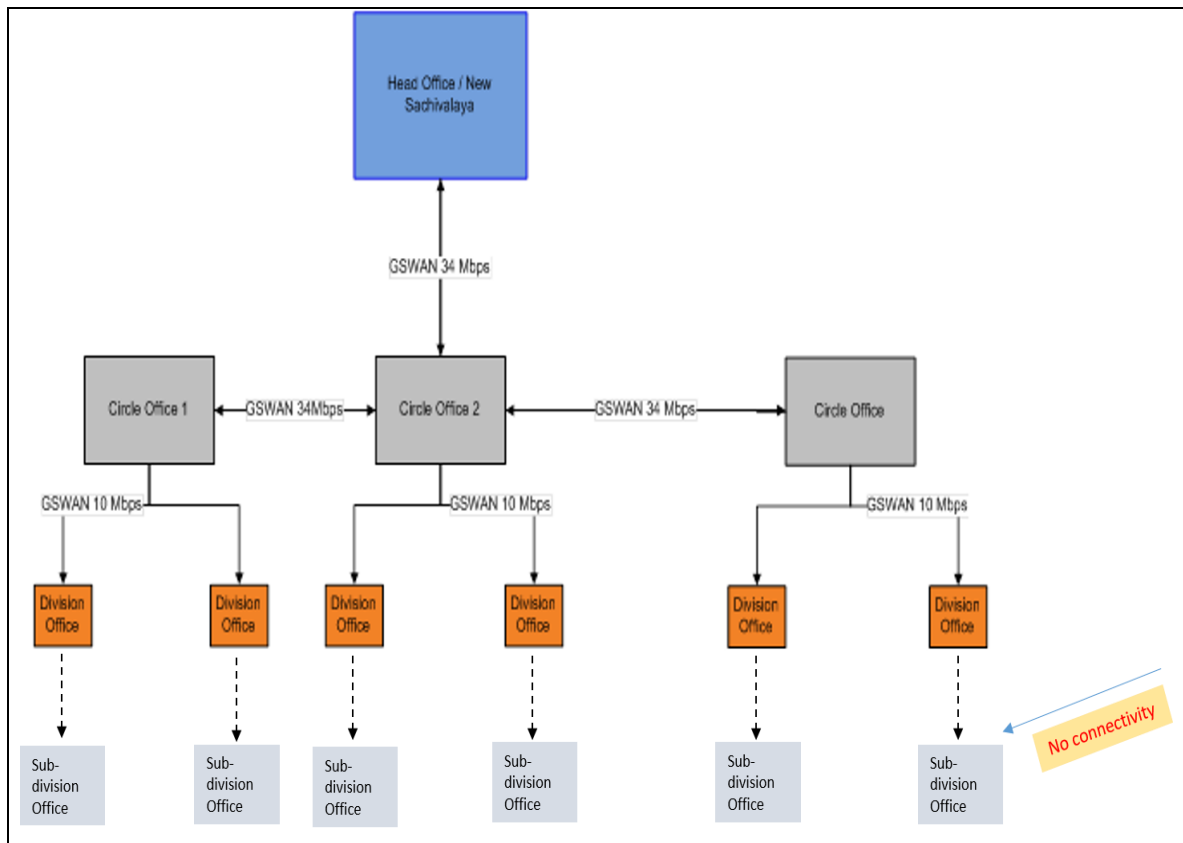 Head Office / New
Sachivalaya
GSWAN 34 Mbps
Circle Office 1
GSWAN 34Mbps
Circle Office 2
GSWAN 34 Mbps
Circle Office
GSWAN 10 Mbps
GSWAN 10 Mbps
GSWAN 10 Mbps
Division
Office
Division
Office
Division
Office
Division
Office
Division
Office
Division
Office
No connectivity
Sub-
division
Office
Sub-
division
Office
Sub-
division
Office
Sub-
division
Office
Sub-
division
Office
Sub-
division
Office